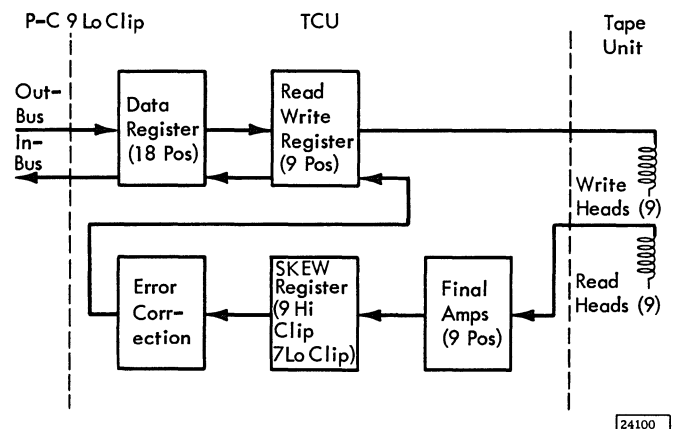 P-C 9 Lo Clip
TCU
Tape
Unit
Out-
Bus
In-
Bus
Data
Register
(18 Pos)
Read
Write
Register
(9 Pos)
Write
Heads (9)
Error
Corr-
ection
SKEW
Register
(9 Hi
Clip
7Lo Clip)
Final
Amps
(9 Pos)
Read
Heads (9)
24100